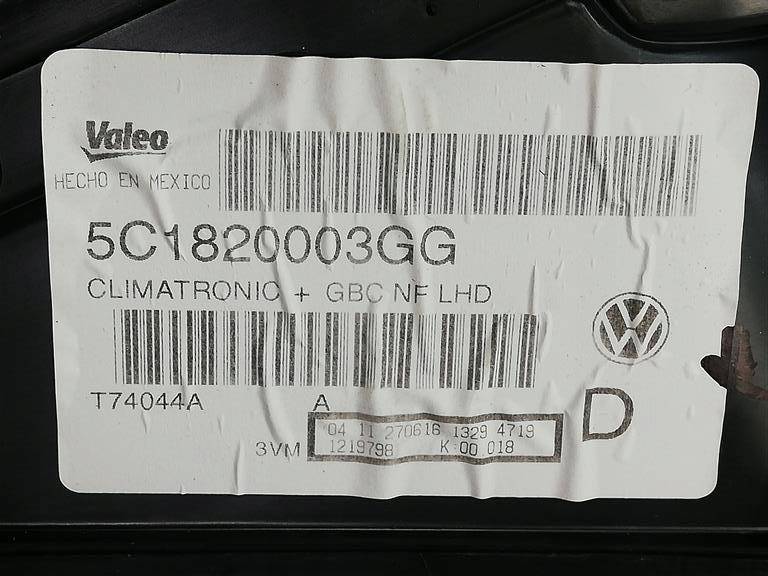 Valeo
HECHO EN MEXICO
5C1820003GG
CLIMATRONIC + GBC NF LHD
VW
T74044A A
D
3VM
04 11 270616 1329 4719
1219798 K 00 018